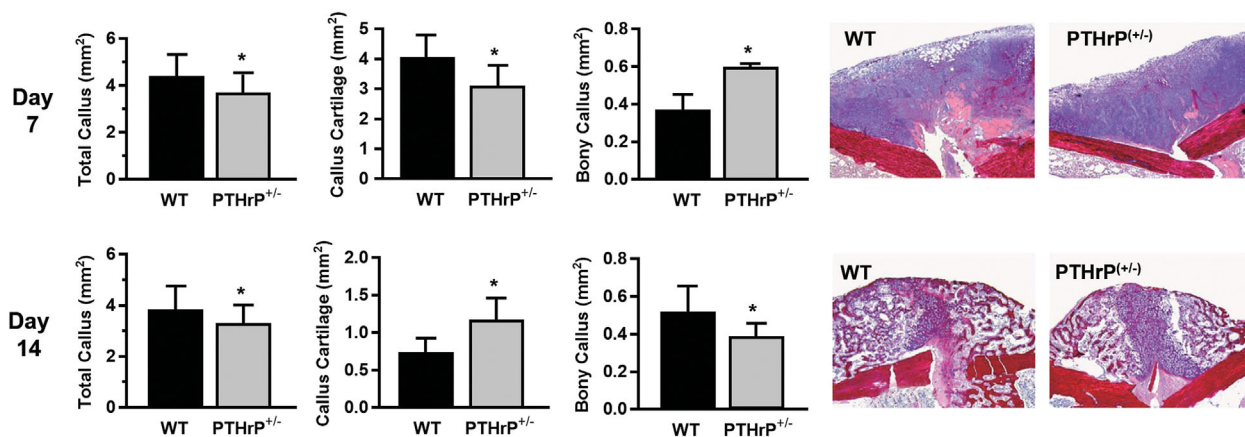 Day
7
Total Callus (mm²)
6
4
2
0
*
WT
PTHrP⁺/⁻
Callus Cartilage (mm²)
5
4
3
2
1
0
*
WT
PTHrP⁺/⁻
Bony Callus (mm²)
0.8
0.6
0.4
0.2
0.0
*
WT
PTHrP⁺/⁻
WT
PTHrP⁽⁺/⁻⁾
Day
14
Total Callus (mm²)
6
4
2
0
*
WT
PTHrP⁺/⁻
Callus Cartilage (mm²)
2.0
1.5
1.0
0.5
0.0
*
WT
PTHrP⁺/⁻
Bony Callus (mm²)
0.8
0.6
0.4
0.2
0.0
*
WT
PTHrP⁺/⁻
WT
PTHrP⁽⁺/⁻⁾